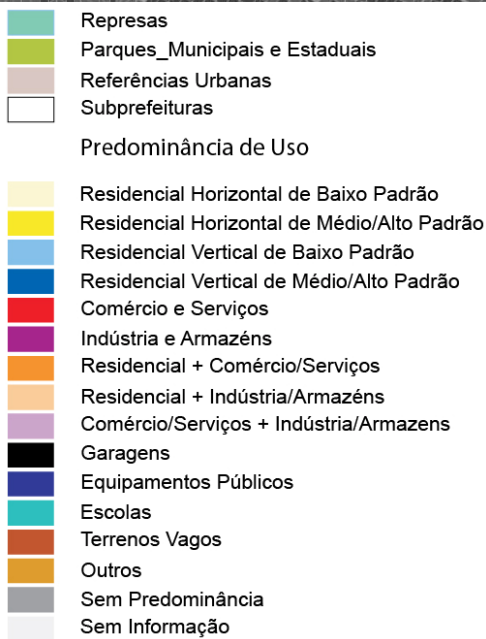 Represas
Parques_Municipais e Estaduais
Referências Urbanas
Subprefeituras
Predominância de Uso
Residencial Horizontal de Baixo Padrão
Residencial Horizontal de Médio/Alto Padrão
Residencial Vertical de Baixo Padrão
Residencial Vertical de Médio/Alto Padrão
Comércio e Serviços
Indústria e Armazéns
Residencial + Comércio/Serviços
Residencial + Indústria/Armazéns
Comércio/Serviços + Indústria/Armazens
Garagens
Equipamentos Públicos
Escolas
Terrenos Vagos
Outros
Sem Predominância
Sem Informação